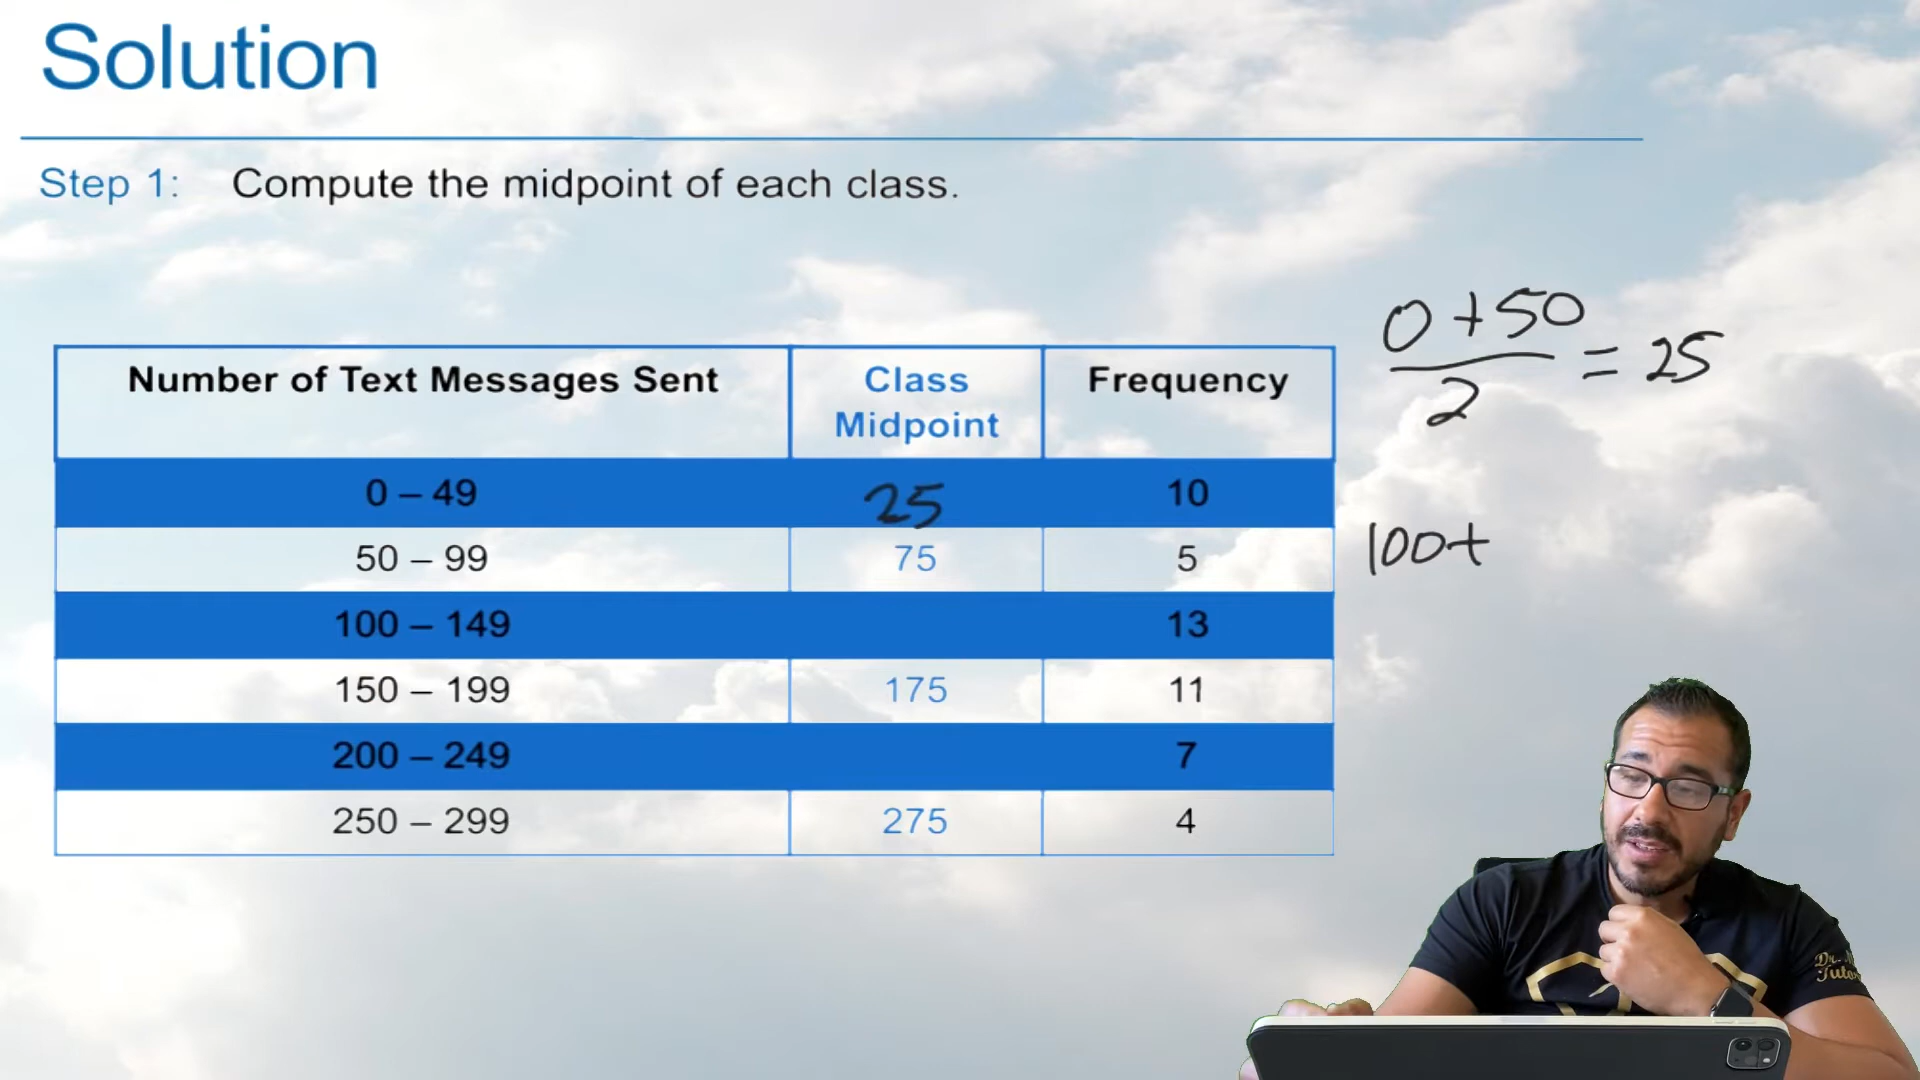 Solution
Step 1: Compute the midpoint of each class.
Number of Text Messages Sent Class Midpoint Frequency
0 – 49 25 10
50 – 99 75 5
100 – 149 13
150 – 199 175 11
200 – 249 7
250 – 299 275 4
0 + 50
2
= 25
100+